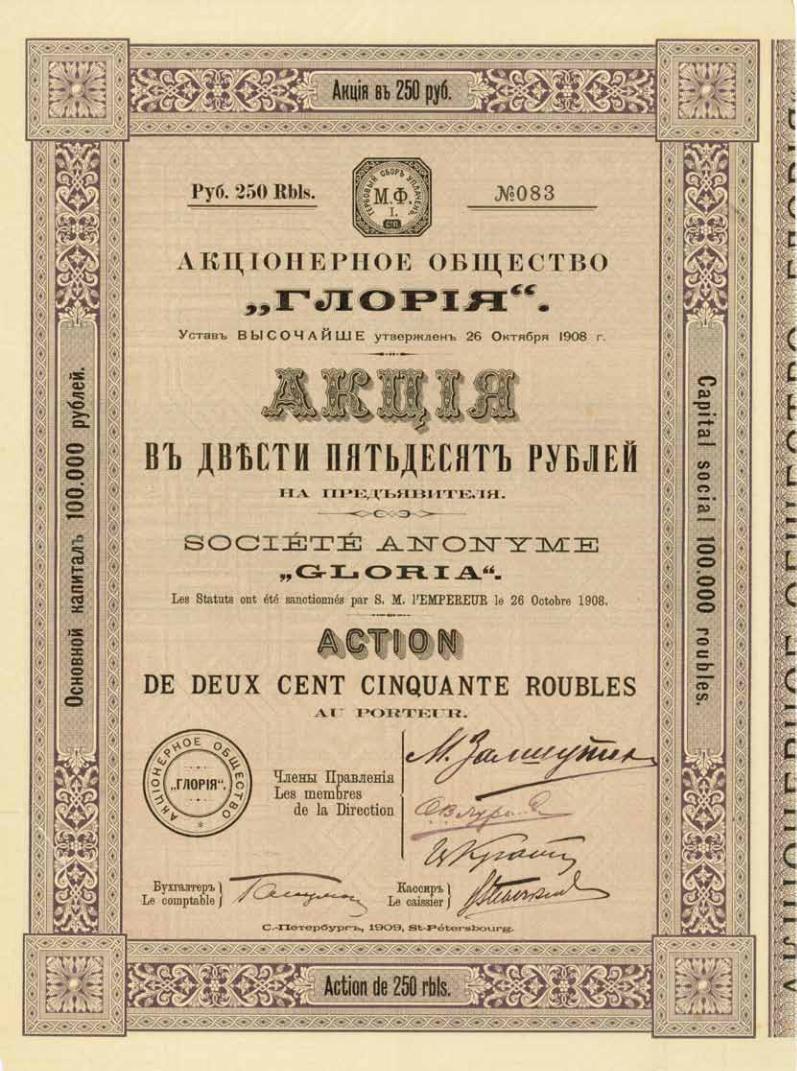 Акція въ 250 руб.
Руб. 250 Rbls.
ГЕРБОВЫЙ СБОРЪ УПЛАЧЕНЪ
М.Ф.
I.
№083
АКЦІОНЕРНОЕ ОБЩЕСТВО
„ГЛОРІЯ“.
Уставъ ВЫСОЧАЙШЕ утвержденъ 26 Октября 1908 г.
АКЦІЯ
ВЪ ДВѢСТИ ПЯТЬДЕСЯТЪ РУБЛЕЙ
НА ПРЕДЪЯВИТЕЛЯ.
SOCIÉTÉ ANONYME
„GLORIA“.
Les Statuts ont été sanctionnés par S. M. l'EMPEREUR le 26 Octobre 1908.
ACTION
DE DEUX CENT CINQUANTE ROUBLES
AU PORTEUR.
Основной капиталъ 100.000 рублей.
Capital social 100.000 roubles.
АКЦІОНЕРНОЕ ОБЩЕСТВО
„ГЛОРІЯ“.
Члены Правленія
Les membres
de la Direction
Бухгалтеръ
Le comptable
Кассиръ
Le caissier
С.-Петербургъ, 1909, St-Pétersbourg.
Action de 250 rbls.